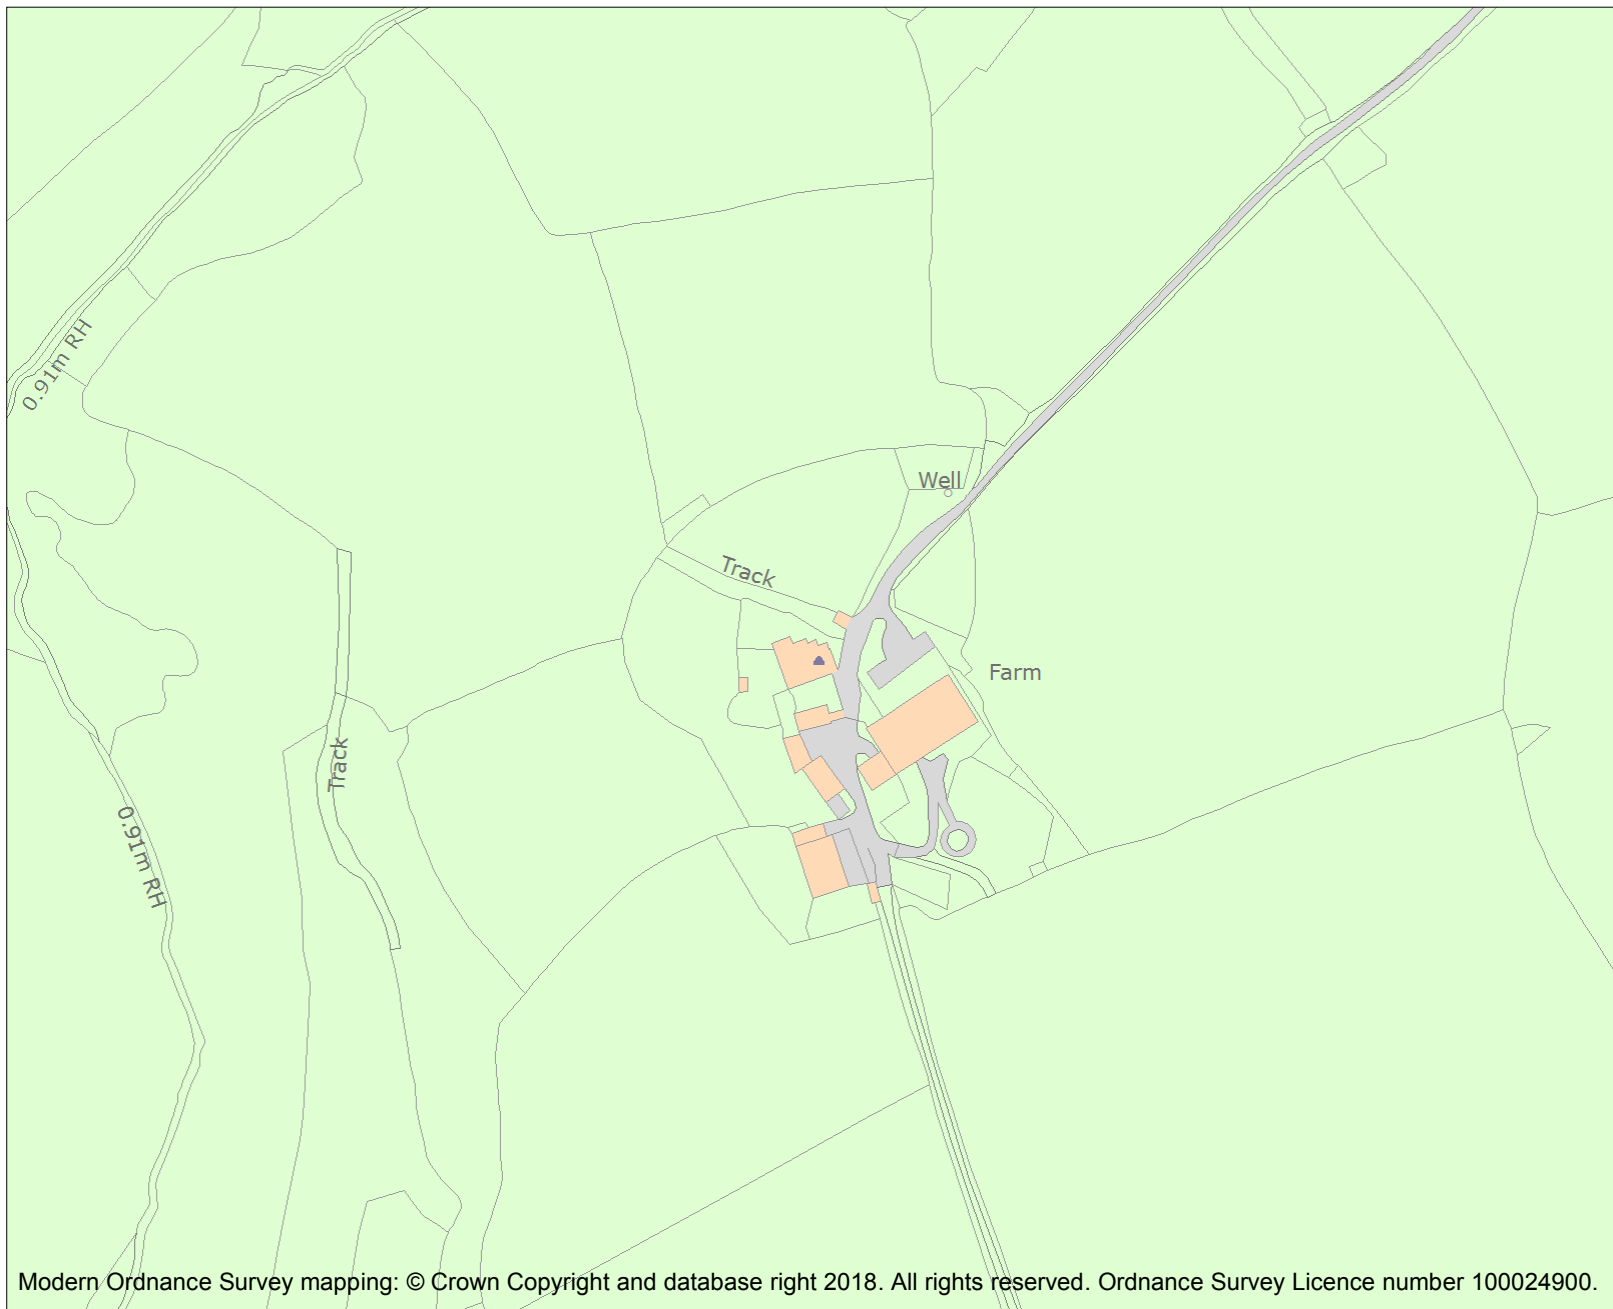 0.91m RH
Well
Track
Farm
Track
0.91m RH
Modern Ordnance Survey mapping: © Crown Copyright and database right 2018. All rights reserved. Ordnance Survey Licence number 100024900.